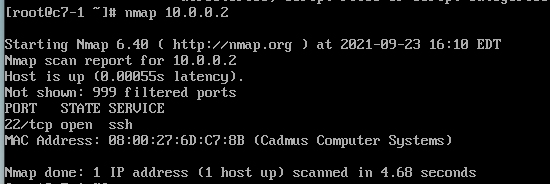 [root@c7-1 ~]# nmap 10.0.0.2
Starting Nmap 6.40 ( http://nmap.org ) at 2021-09-23 16:10 EDT
Nmap scan report for 10.0.0.2
Host is up (0.00055s latency).
Not shown: 999 filtered ports
PORT   STATE SERVICE
22/tcp open  ssh
MAC Address: 08:00:27:6D:C7:8B (Cadmus Computer Systems)
Nmap done: 1 IP address (1 host up) scanned in 4.68 seconds